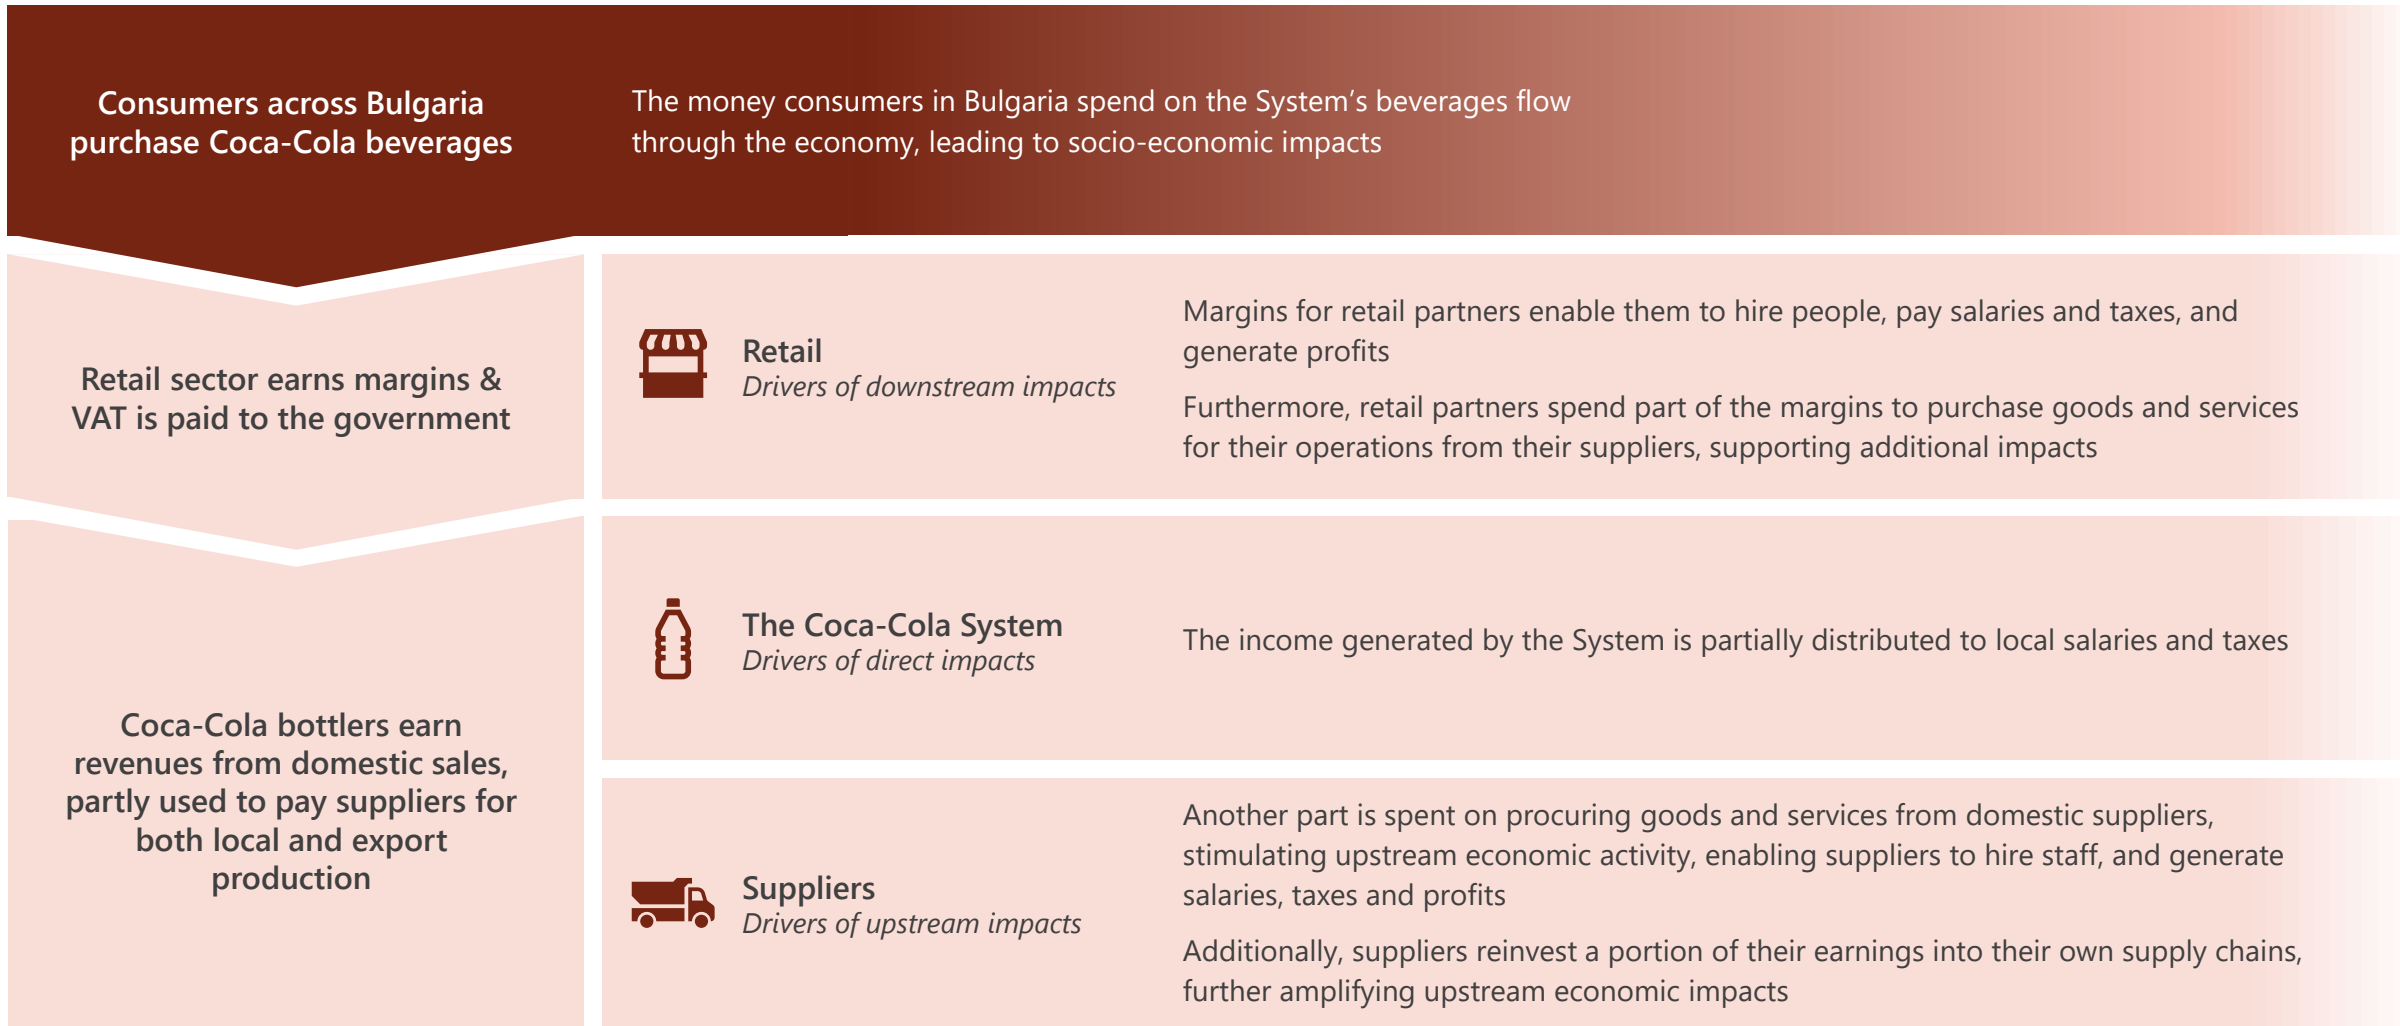 Consumers across Bulgaria
purchase Coca-Cola beverages
The money consumers in Bulgaria spend on the System’s beverages flow
through the economy, leading to socio-economic impacts
Retail sector earns margins &
VAT is paid to the government
Retail
Drivers of downstream impacts
Margins for retail partners enable them to hire people, pay salaries and taxes, and
generate profits
Furthermore, retail partners spend part of the margins to purchase goods and services
for their operations from their suppliers, supporting additional impacts
Coca-Cola bottlers earn
revenues from domestic sales,
partly used to pay suppliers for
both local and export
production
The Coca-Cola System
Drivers of direct impacts
The income generated by the System is partially distributed to local salaries and taxes
Suppliers
Drivers of upstream impacts
Another part is spent on procuring goods and services from domestic suppliers,
stimulating upstream economic activity, enabling suppliers to hire staff, and generate
salaries, taxes and profits
Additionally, suppliers reinvest a portion of their earnings into their own supply chains,
further amplifying upstream economic impacts